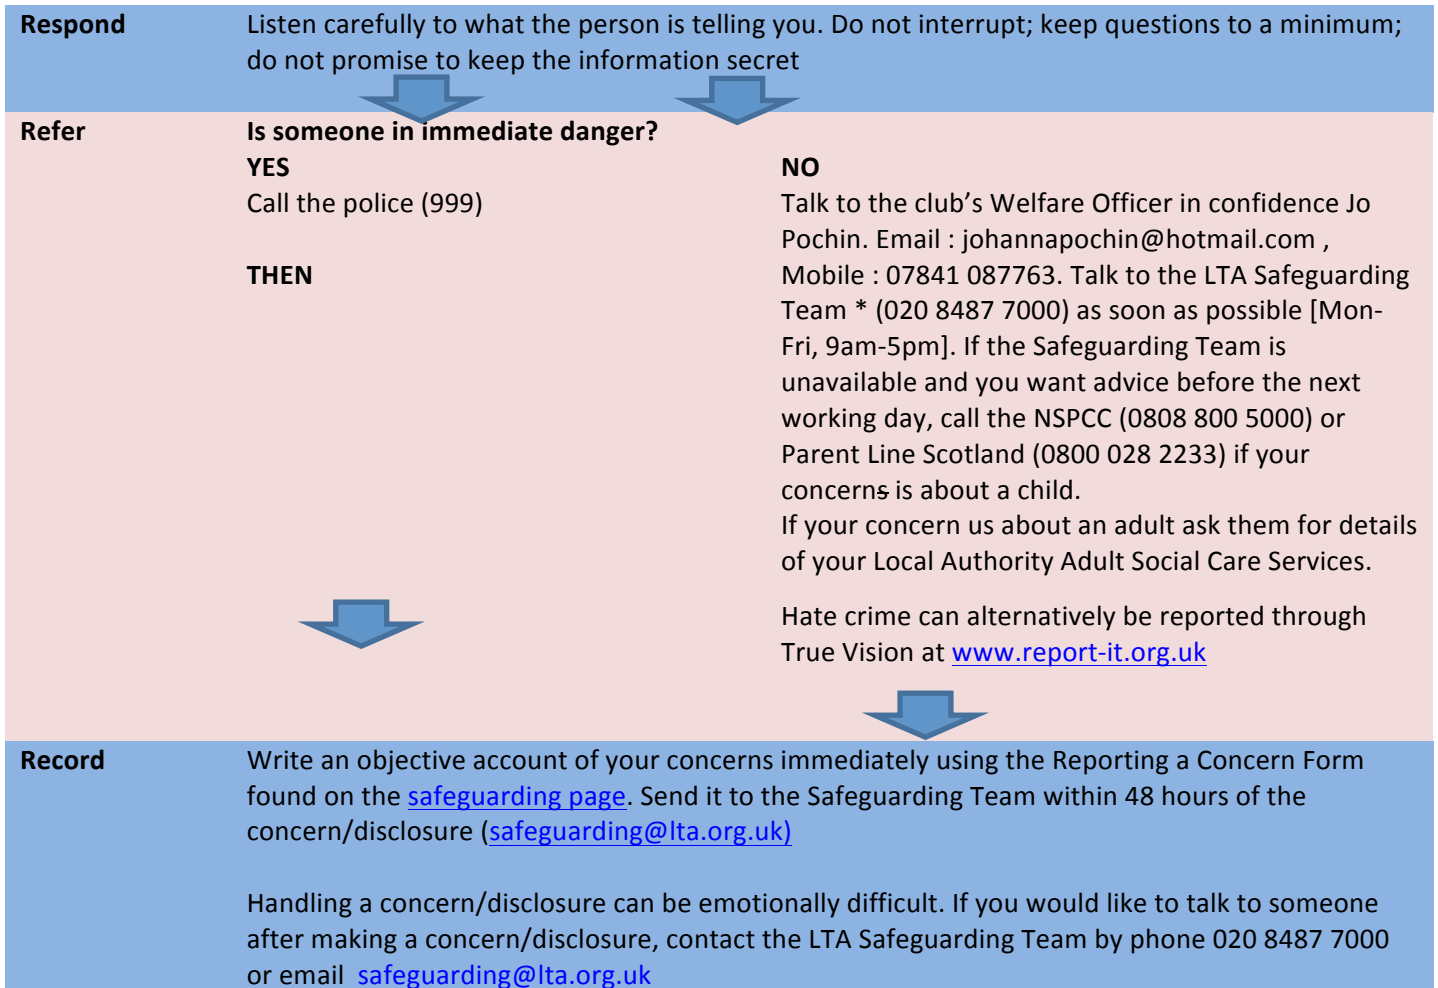 Respond
Listen carefully to what the person is telling you. Do not interrupt; keep questions to a minimum;
do not promise to keep the information secret
Refer
Is someone in immediate danger?
YES
Call the police (999)
THEN
NO
Talk to the club’s Welfare Officer in confidence Jo
Pochin. Email : johannapochin@hotmail.com ,
Mobile : 07841 087763. Talk to the LTA Safeguarding
Team * (020 8487 7000) as soon as possible [Mon-
Fri, 9am-5pm]. If the Safeguarding Team is
unavailable and you want advice before the next
working day, call the NSPCC (0808 800 5000) or
Parent Line Scotland (0800 028 2233) if your
concerns is about a child.
If your concern us about an adult ask them for details
of your Local Authority Adult Social Care Services.
Hate crime can alternatively be reported through
True Vision at www.report-it.org.uk
Record
Write an objective account of your concerns immediately using the Reporting a Concern Form
found on the safeguarding page. Send it to the Safeguarding Team within 48 hours of the
concern/disclosure (safeguarding@lta.org.uk)
Handling a concern/disclosure can be emotionally difficult. If you would like to talk to someone
after making a concern/disclosure, contact the LTA Safeguarding Team by phone 020 8487 7000
or email safeguarding@lta.org.uk